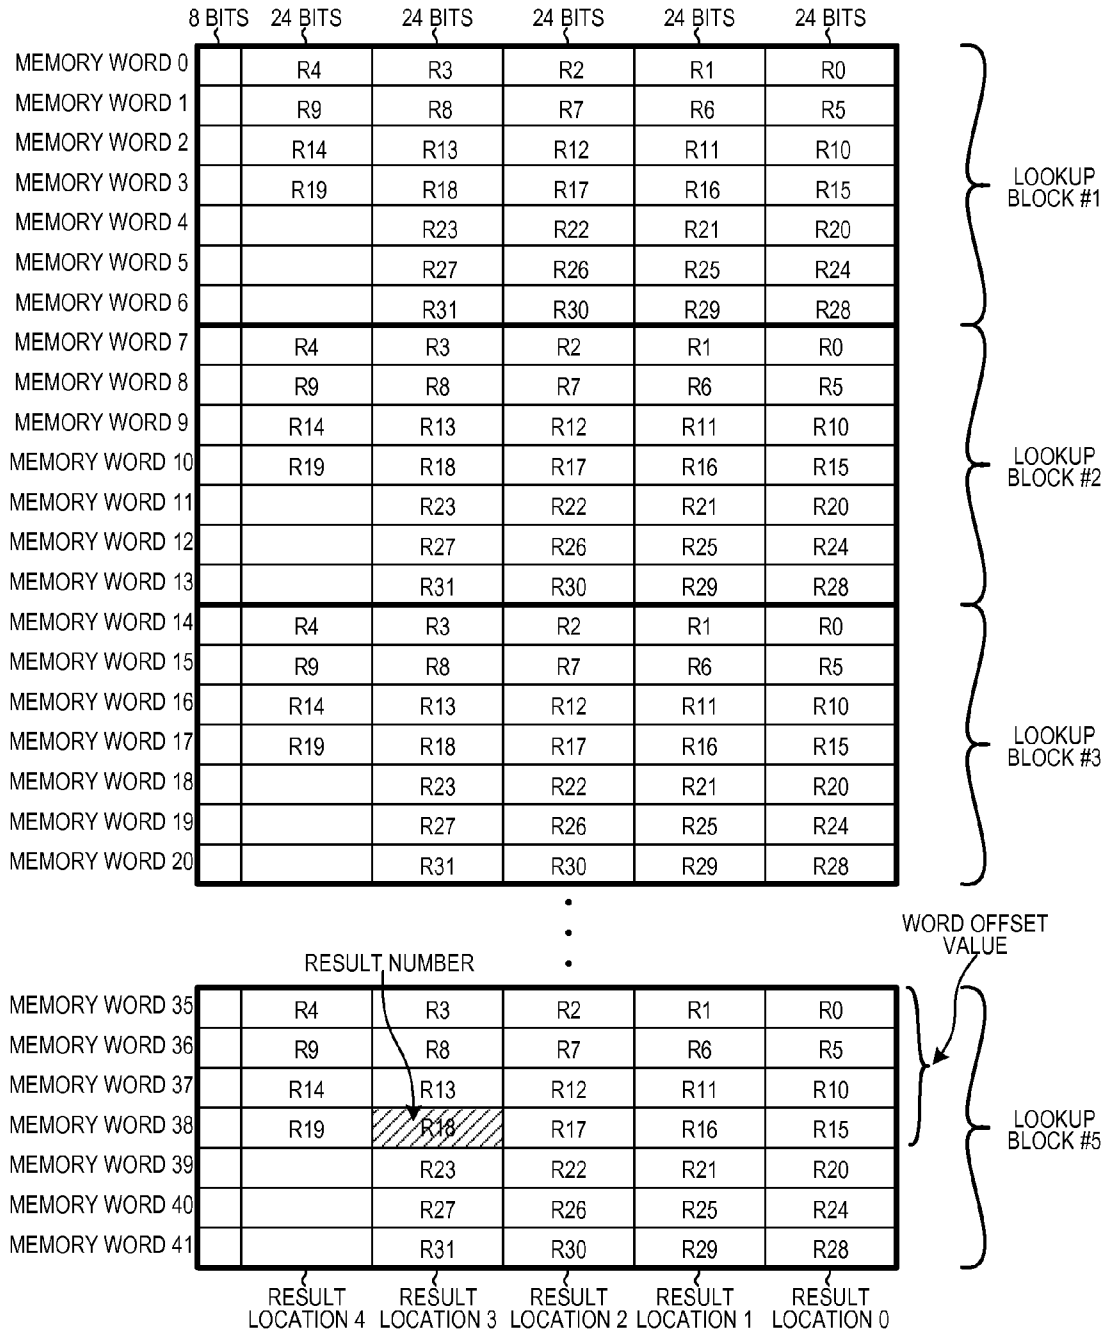 8 BITS 24 BITS 24 BITS 24 BITS 24 BITS 24 BITS
MEMORY WORD 0 R4 R3 R2 R1 R0
MEMORY WORD 1 R9 R8 R7 R6 R5
MEMORY WORD 2 R14 R13 R12 R11 R10
MEMORY WORD 3 R19 R18 R17 R16 R15
MEMORY WORD 4 R23 R22 R21 R20
MEMORY WORD 5 R27 R26 R25 R24
MEMORY WORD 6 R31 R30 R29 R28
LOOKUP
BLOCK #1
MEMORY WORD 7 R4 R3 R2 R1 R0
MEMORY WORD 8 R9 R8 R7 R6 R5
MEMORY WORD 9 R14 R13 R12 R11 R10
MEMORY WORD 10 R19 R18 R17 R16 R15
MEMORY WORD 11 R23 R22 R21 R20
MEMORY WORD 12 R27 R26 R25 R24
MEMORY WORD 13 R31 R30 R29 R28
LOOKUP
BLOCK #2
MEMORY WORD 14 R4 R3 R2 R1 R0
MEMORY WORD 15 R9 R8 R7 R6 R5
MEMORY WORD 16 R14 R13 R12 R11 R10
MEMORY WORD 17 R19 R18 R17 R16 R15
MEMORY WORD 18 R23 R22 R21 R20
MEMORY WORD 19 R27 R26 R25 R24
MEMORY WORD 20 R31 R30 R29 R28
LOOKUP
BLOCK #3
WORD OFFSET
VALUE
RESULT NUMBER
MEMORY WORD 35 R4 R3 R2 R1 R0
MEMORY WORD 36 R9 R8 R7 R6 R5
MEMORY WORD 37 R14 R13 R12 R11 R10
MEMORY WORD 38 R19 R18 R17 R16 R15
MEMORY WORD 39 R23 R22 R21 R20
MEMORY WORD 40 R27 R26 R25 R24
MEMORY WORD 41 R31 R30 R29 R28
LOOKUP
BLOCK #5
RESULT RESULT RESULT RESULT RESULT
LOCATION 4 LOCATION 3 LOCATION 2 LOCATION 1 LOCATION 0